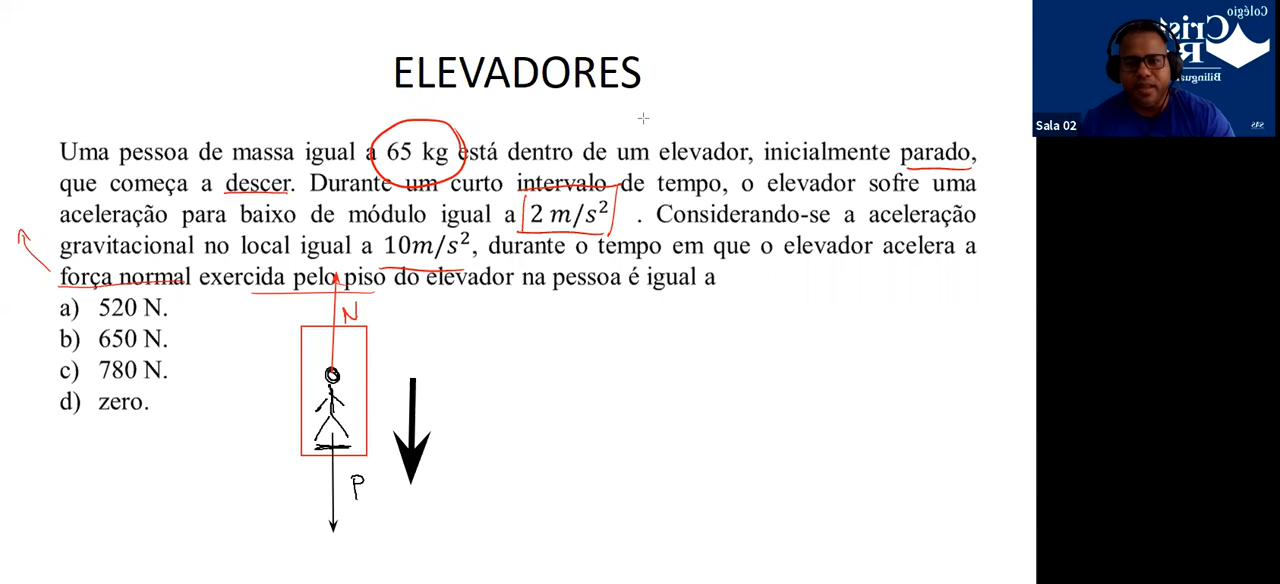 ELEVADORES
Uma pessoa de massa igual a 65 kg está dentro de um elevador, inicialmente parado,
que começa a descer. Durante um curto intervalo de tempo, o elevador sofre uma
aceleração para baixo de módulo igual a 2 m/s² . Considerando-se a aceleração
gravitacional no local igual a 10m/s², durante o tempo em que o elevador acelera a
força normal exercida pelo piso do elevador na pessoa é igual a
a) 520 N.
b) 650 N.
c) 780 N.
d) zero.
N
P
Colégio
Bilingua
Sala 02
SAS